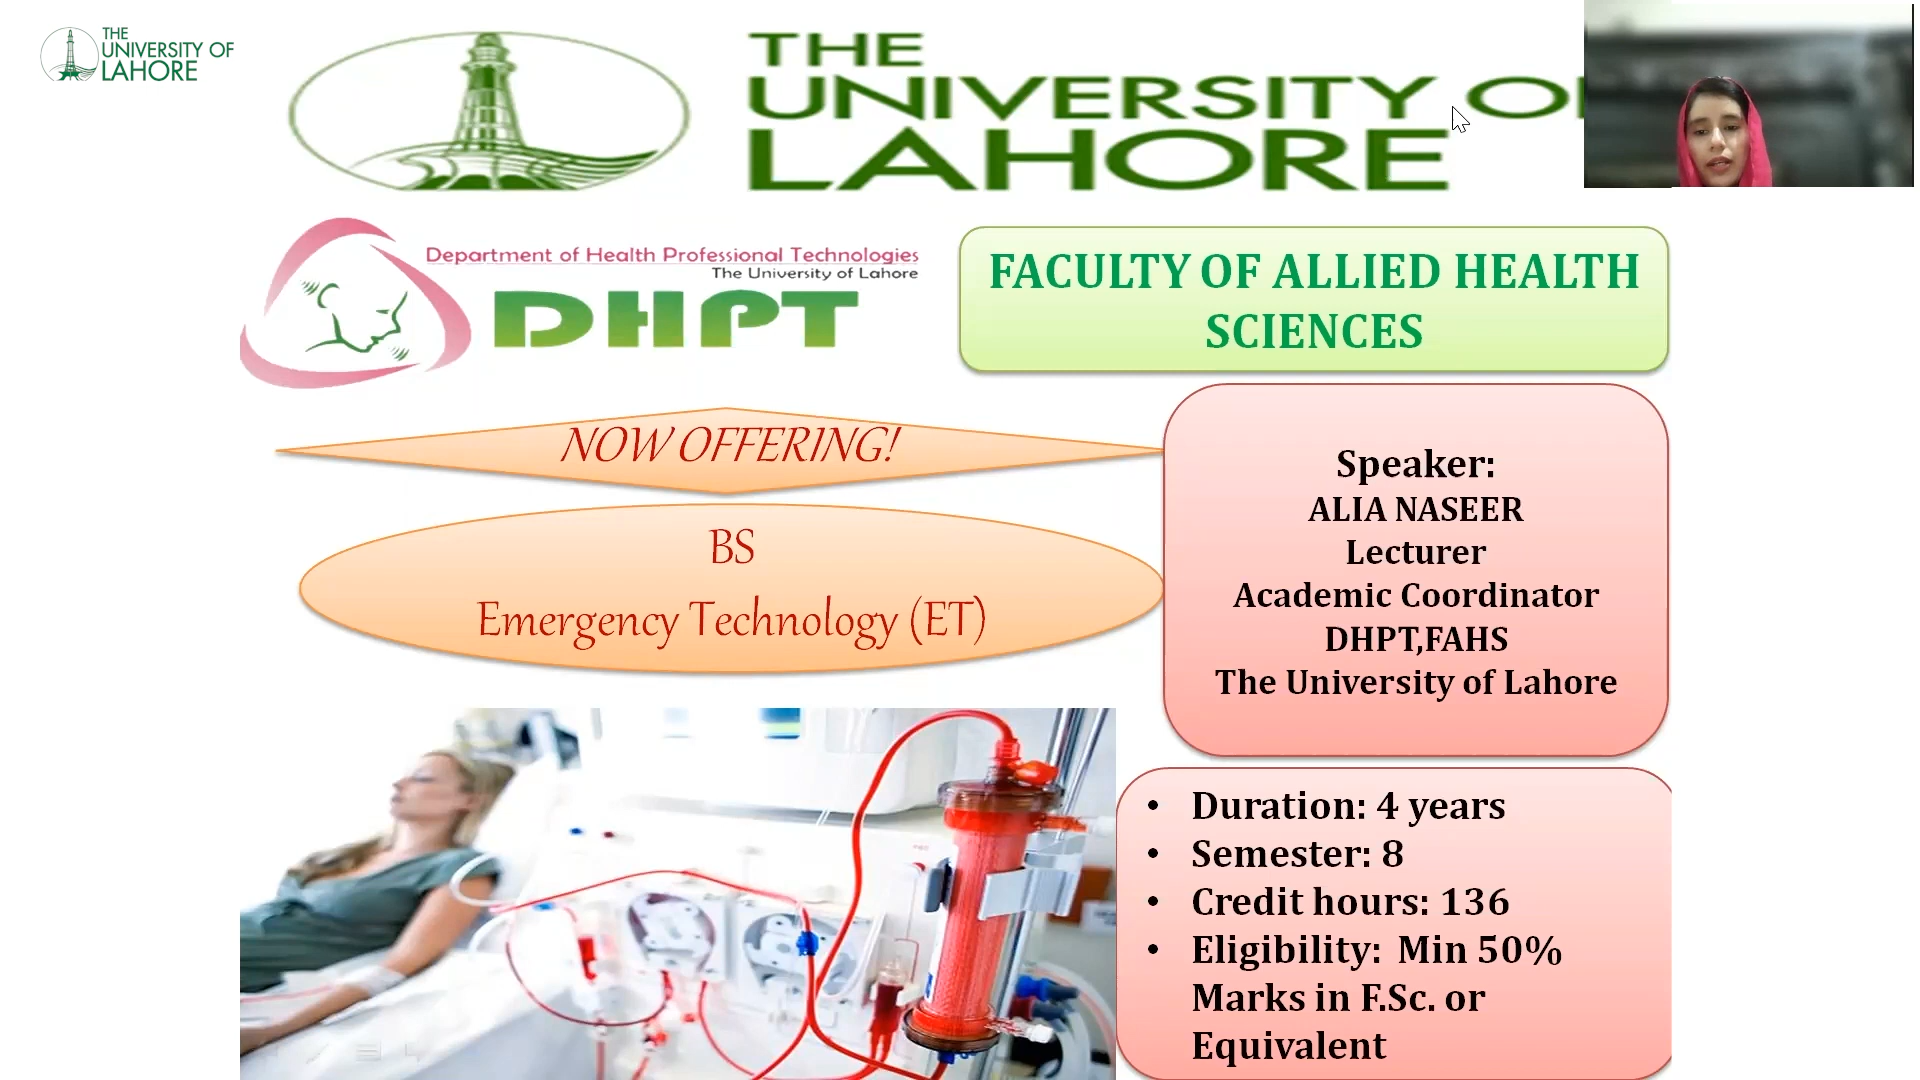 THE
UNIVERSITY OF
LAHORE
THE
UNIVERSITY
LAHORE
Department of Health Professional Technologies
The University of Lahore
DHPT
FACULTY OF ALLIED HEALTH
SCIENCES
NOW OFFERING!
BS
Emergency Technology (ET)
Speaker:
ALIA NASEER
Lecturer
Academic Coordinator
DHPT,FAHS
The University of Lahore
• Duration: 4 years
• Semester: 8
• Credit hours: 136
• Eligibility: Min 50%
Marks in F.Sc. or
Equivalent